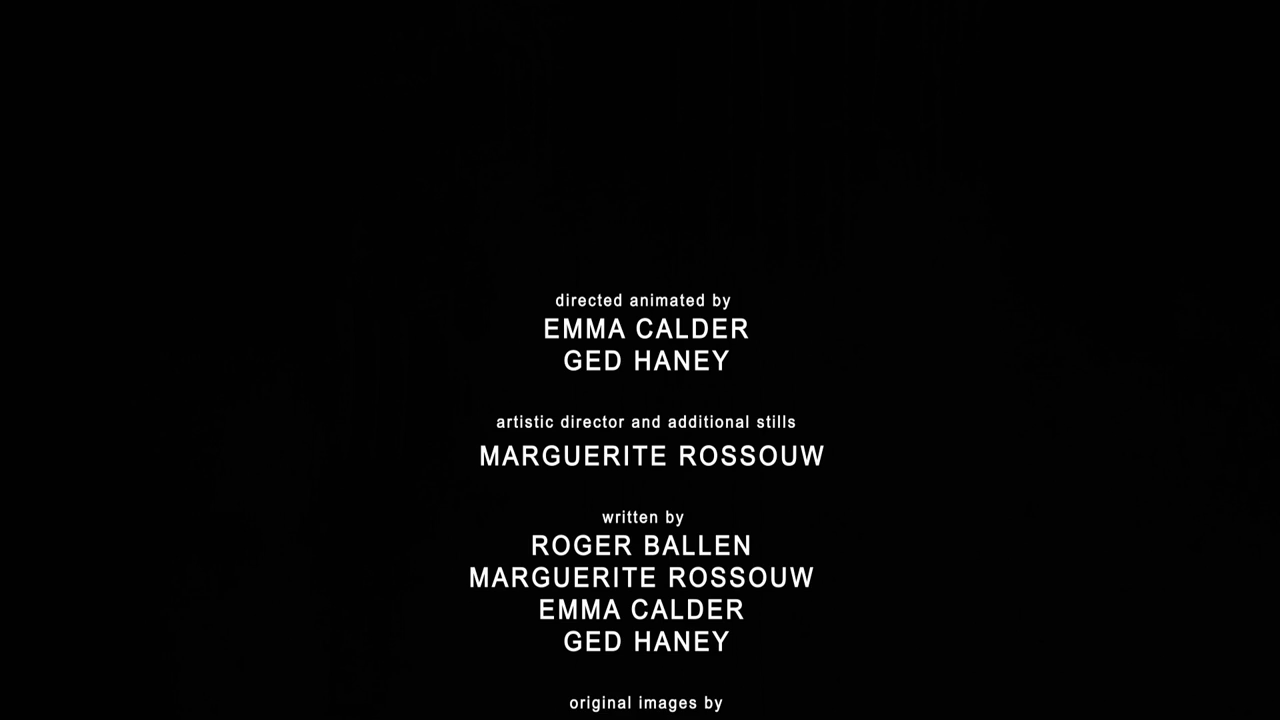 directed animated by
EMMA CALDER
GED HANEY
artistic director and additional stills
MARGUERITE ROSSOUW
written by
ROGER BALLEN
MARGUERITE ROSSOUW
EMMA CALDER
GED HANEY
original images by